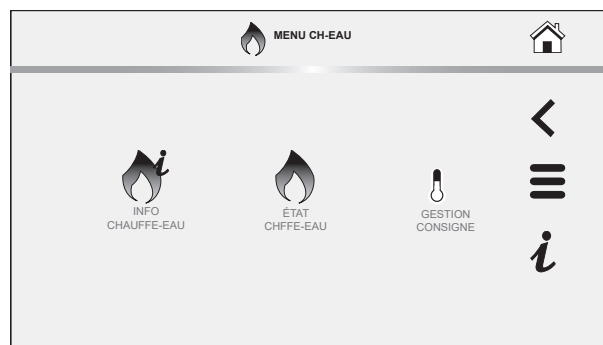 MENU CH-EAU
INFO
CHAUFFE-EAU
ÉTAT
CHFFE-EAU
GESTION
CONSIGNE